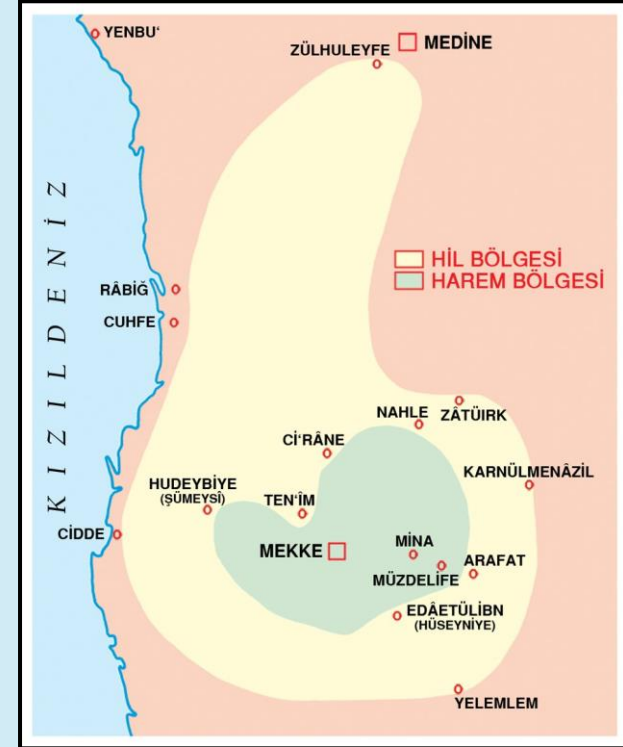 YENBU‘
ZÜLHULEYFE
MEDİNE
KIZILDENİZ
HİL BÖLGESİ
HAREM BÖLGESİ
RÂBİĞ
CUHFE
NAHLE
ZÂTÜIRK
Cİ‘RÂNE
KARNÜLMENÂZİL
HUDEYBİYE
(ŞÜMEYSÎ)
TEN‘ÎM
CİDDE
MEKKE
MİNA
ARAFAT
MÜZDELİFE
EDÂETÜLİBN
(HÜSEYNİYE)
YELEMLEM